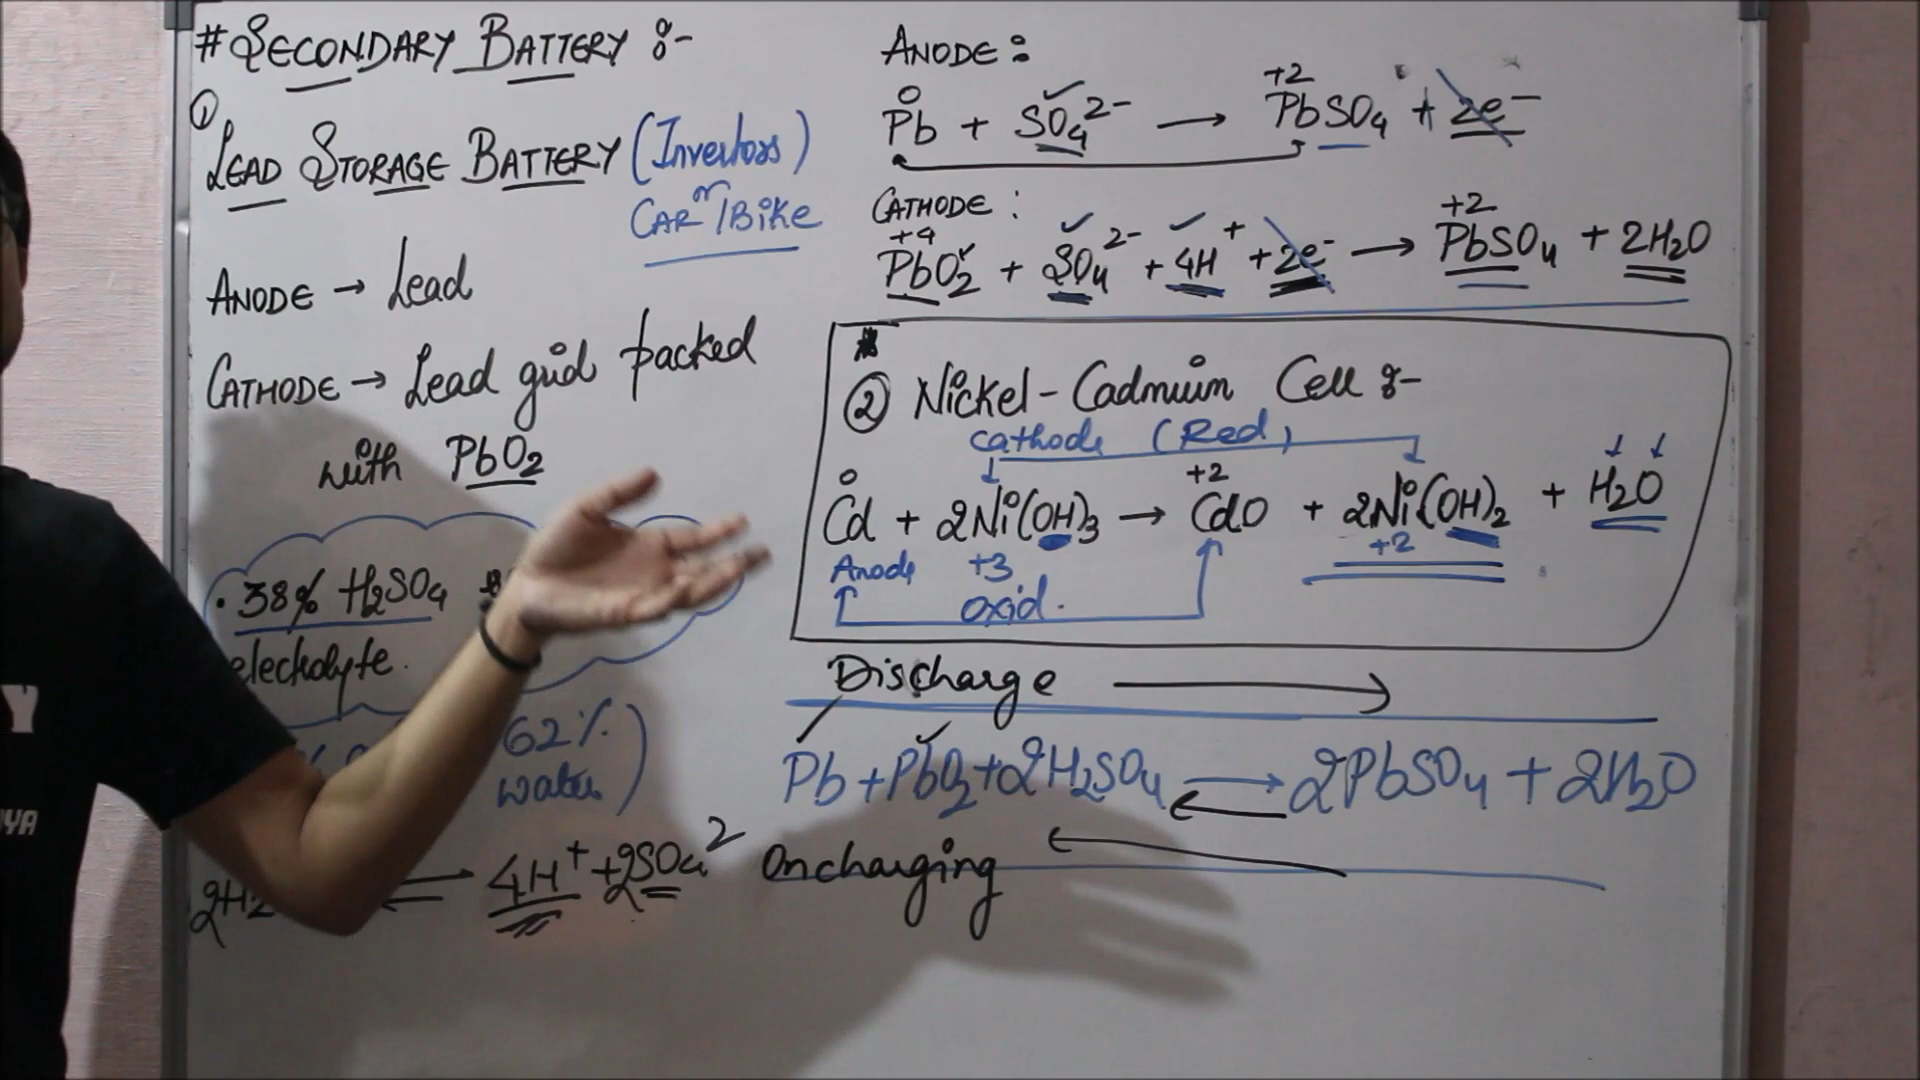 # SECONDARY BATTERY :-
①
LEAD STORAGE BATTERY (Invertors)
or
CAR/Bike
ANODE → Lead
CATHODE → Lead grid packed
with PbO2
• 38% H2SO4
electrolyte.
62%
water)
2H2 ⇌ 4H+ + 2SO4 2
ANODE :
0 +2
Pb + SO4 2- → PbSO4 + 2e-
CATHODE :
+4 +2
PbO2 + SO4 2- + 4H+ + 2e- → PbSO4 + 2H2O
② Nickel-Cadmium Cell :-
cathode (Red)
0 +2
Cd + 2Ni(OH)3 → CdO + 2Ni(OH)2 + H2O
Anode +3 +2
oxid.
Discharge →
Pb + PbO2 + 2H2SO4 ⇌ 2PbSO4 + 2H2O
On charging ←
Y
YA